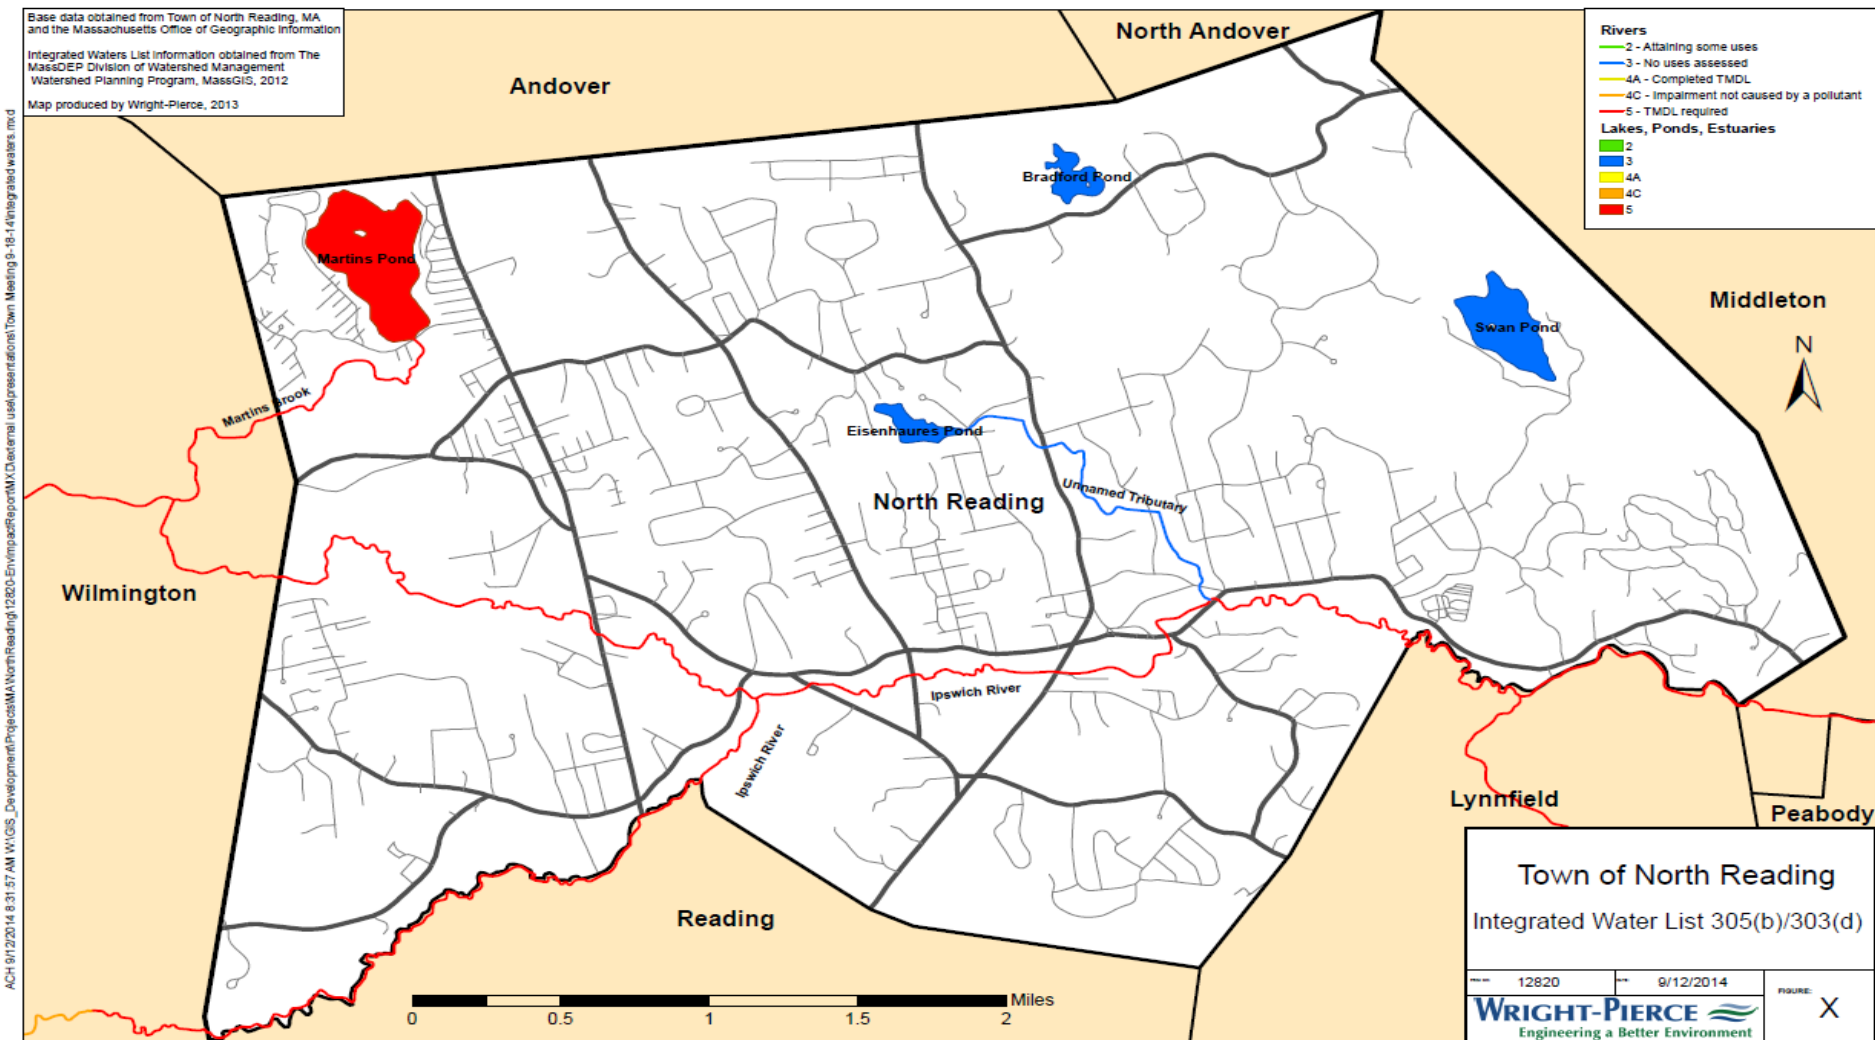 Base data obtained from Town of North Reading, MA
and the Massachusetts Office of Geographic Information
Integrated Waters List Information obtained from The
MassDEP Division of Watershed Management
Watershed Planning Program, MassGIS, 2012
Map produced by Wright-Pierce, 2013
North Andover
Andover
Rivers
2 - Attaining some uses
3 - No uses assessed
4A - Completed TMDL
4C - Impairment not caused by a pollutant
5 - TMDL required
Lakes, Ponds, Estuaries
2
3
4A
4C
5
Bradford Pond
Martins Pond
Middleton
Swan Pond
N
Martins Brook
Eisenhaures Pond
Unnamed Tributary
North Reading
Wilmington
Ipswich River
Ipswich River
Lynnfield
Peabody
Reading
Miles
0
0.5
1
1.5
2
Town of North Reading
Integrated Water List 305(b)/303(d)
12820
9/12/2014
FIGURE:
X
WRIGHT-PIERCE
Engineering a Better Environment